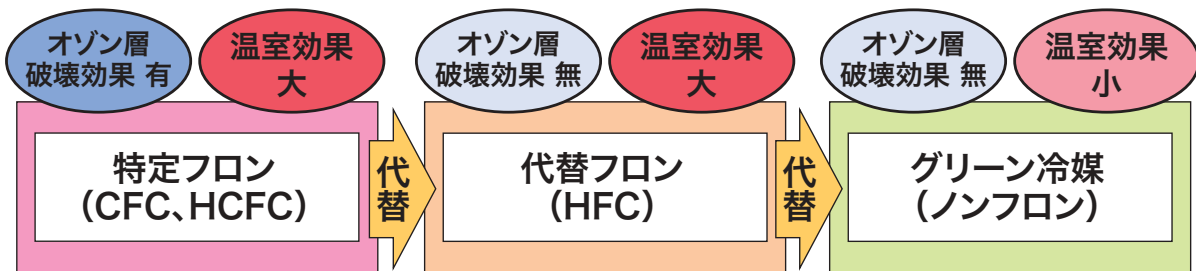 オゾン層
破壊効果 有
温室効果
大
特定フロン
(CFC、HCFC)
代替
オゾン層
破壊効果 無
温室効果
大
代替フロン
(HFC)
代替
オゾン層
破壊効果 無
温室効果
小
グリーン冷媒
(ノンフロン)